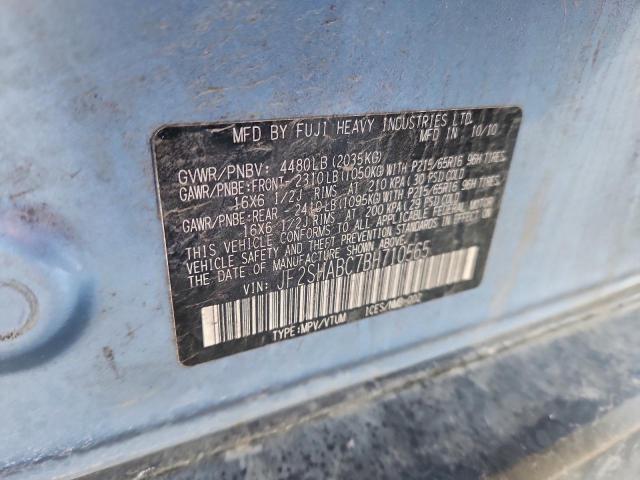 MFD BY FUJI HEAVY INDUSTRIES LTD.
MFD. IN 10/10
GVWR/PNBV: 4480LB (2035KG)
GAWR/PNBE:FRONT- 2310LB(1050KG)WITH P215/65R16 96H TIRES
16X6 1/2J RIMS AT 210 KPA(30 PSI)COLD
GAWR/PNBE:REAR -2410LB(1095KG)WITH P215/65R16 96H TIRES
16X6 1/2J RIMS AT 200 KPA(29 PSI)COLD
THIS VEHICLE CONFORMS TO ALL APPLICABLE FEDERAL MOTOR
VEHICLE SAFETY AND BUMPER STANDARDS IN EFFECT ON
THE DATE OF MANUFACTURE SHOWN ABOVE.
VIN: JF2SHABC7BH710565
TYPE:MPV/VTUM ICES/NMB-002